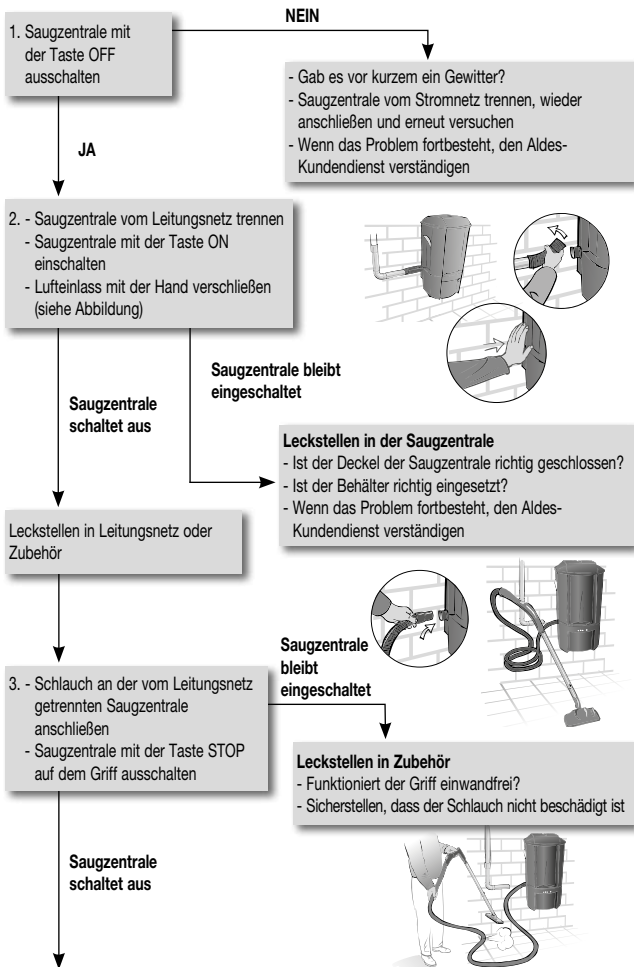 1. Saugzentrale mit
der Taste OFF
ausschalten
NEIN
- Gab es vor kurzem ein Gewitter?
- Saugzentrale vom Stromnetz trennen, wieder
anschließen und erneut versuchen
- Wenn das Problem fortbesteht, den Aldes-
Kundendienst verständigen
JA
2. - Saugzentrale vom Leitungsnetz trennen
- Saugzentrale mit der Taste ON
einschalten
- Lufteinlass mit der Hand verschließen
(siehe Abbildung)
Saugzentrale bleibt
eingeschaltet
Saugzentrale
schaltet aus
Leckstellen in der Saugzentrale
- Ist der Deckel der Saugzentrale richtig geschlossen?
- Ist der Behälter richtig eingesetzt?
- Wenn das Problem fortbesteht, den Aldes-
Kundendienst verständigen
Leckstellen in Leitungsnetz oder
Zubehör
Saugzentrale
bleibt
eingeschaltet
3. - Schlauch an der vom Leitungsnetz
getrennten Saugzentrale
anschließen
- Saugzentrale mit der Taste STOP
auf dem Griff ausschalten
Leckstellen in Zubehör
- Funktioniert der Griff einwandfrei?
- Sicherstellen, dass der Schlauch nicht beschädigt ist
Saugzentrale
schaltet aus